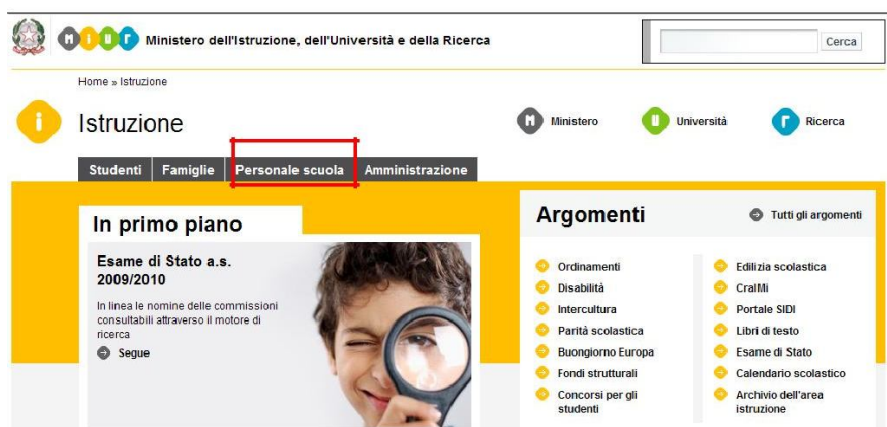 m i u r Ministero dell'Istruzione, dell'Università e della Ricerca
Cerca
Home » Istruzione
i Istruzione
m Ministero
u Università
r Ricerca
Studenti Famiglie Personale scuola Amministrazione
In primo piano
Esame di Stato a.s.
2009/2010
In linea le nomine delle commissioni
consultabili attraverso il motore di
ricerca
Segue
Argomenti
Tutti gli argomenti
Ordinamenti
Disabilità
Intercultura
Parità scolastica
Buongiorno Europa
Fondi strutturali
Concorsi per gli
studenti
Edilizia scolastica
CralMi
Portale SIDI
Libri di testo
Esame di Stato
Calendario scolastico
Archivio dell'area
istruzione